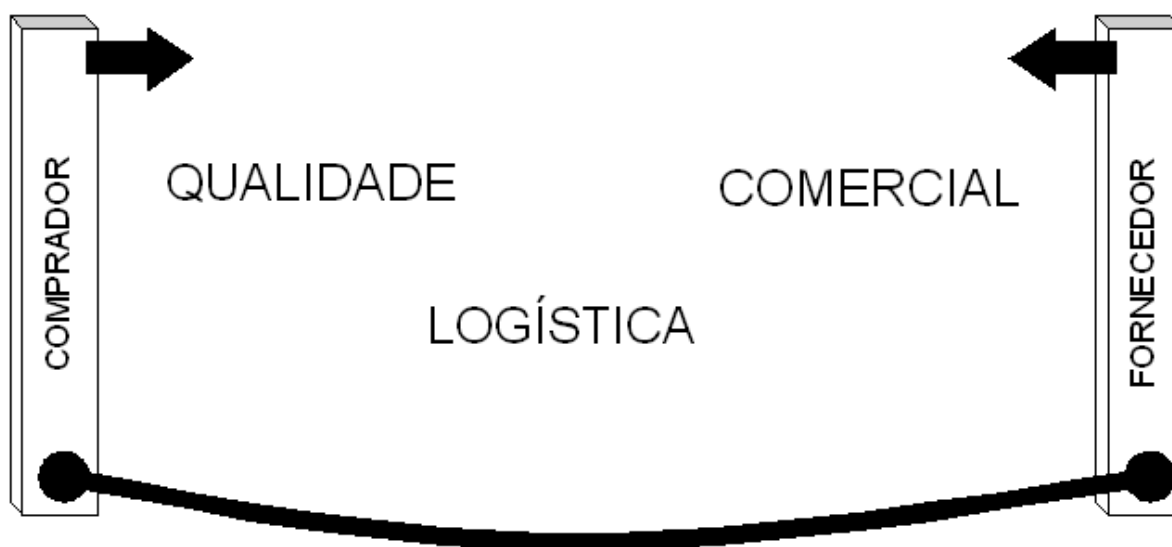 COMPRADOR
QUALIDADE
COMERCIAL
LOGÍSTICA
FORNECEDOR